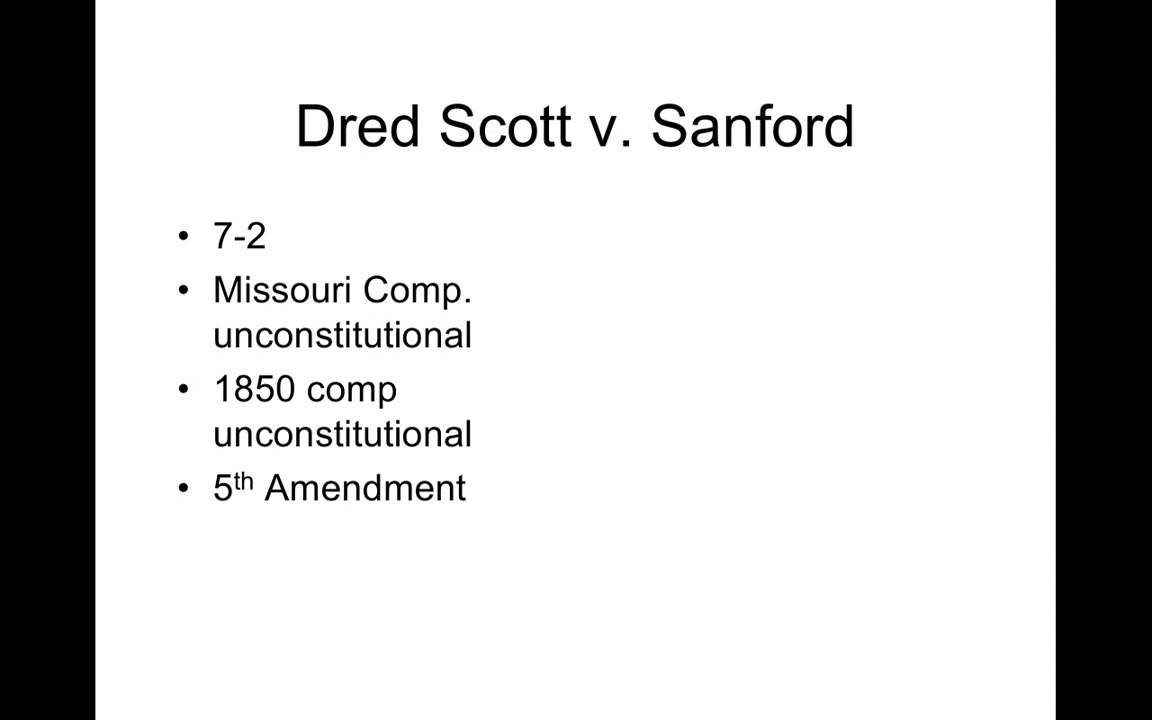 Dred Scott v. Sanford
• 7-2
• Missouri Comp.
unconstitutional
• 1850 comp
unconstitutional
• 5th Amendment